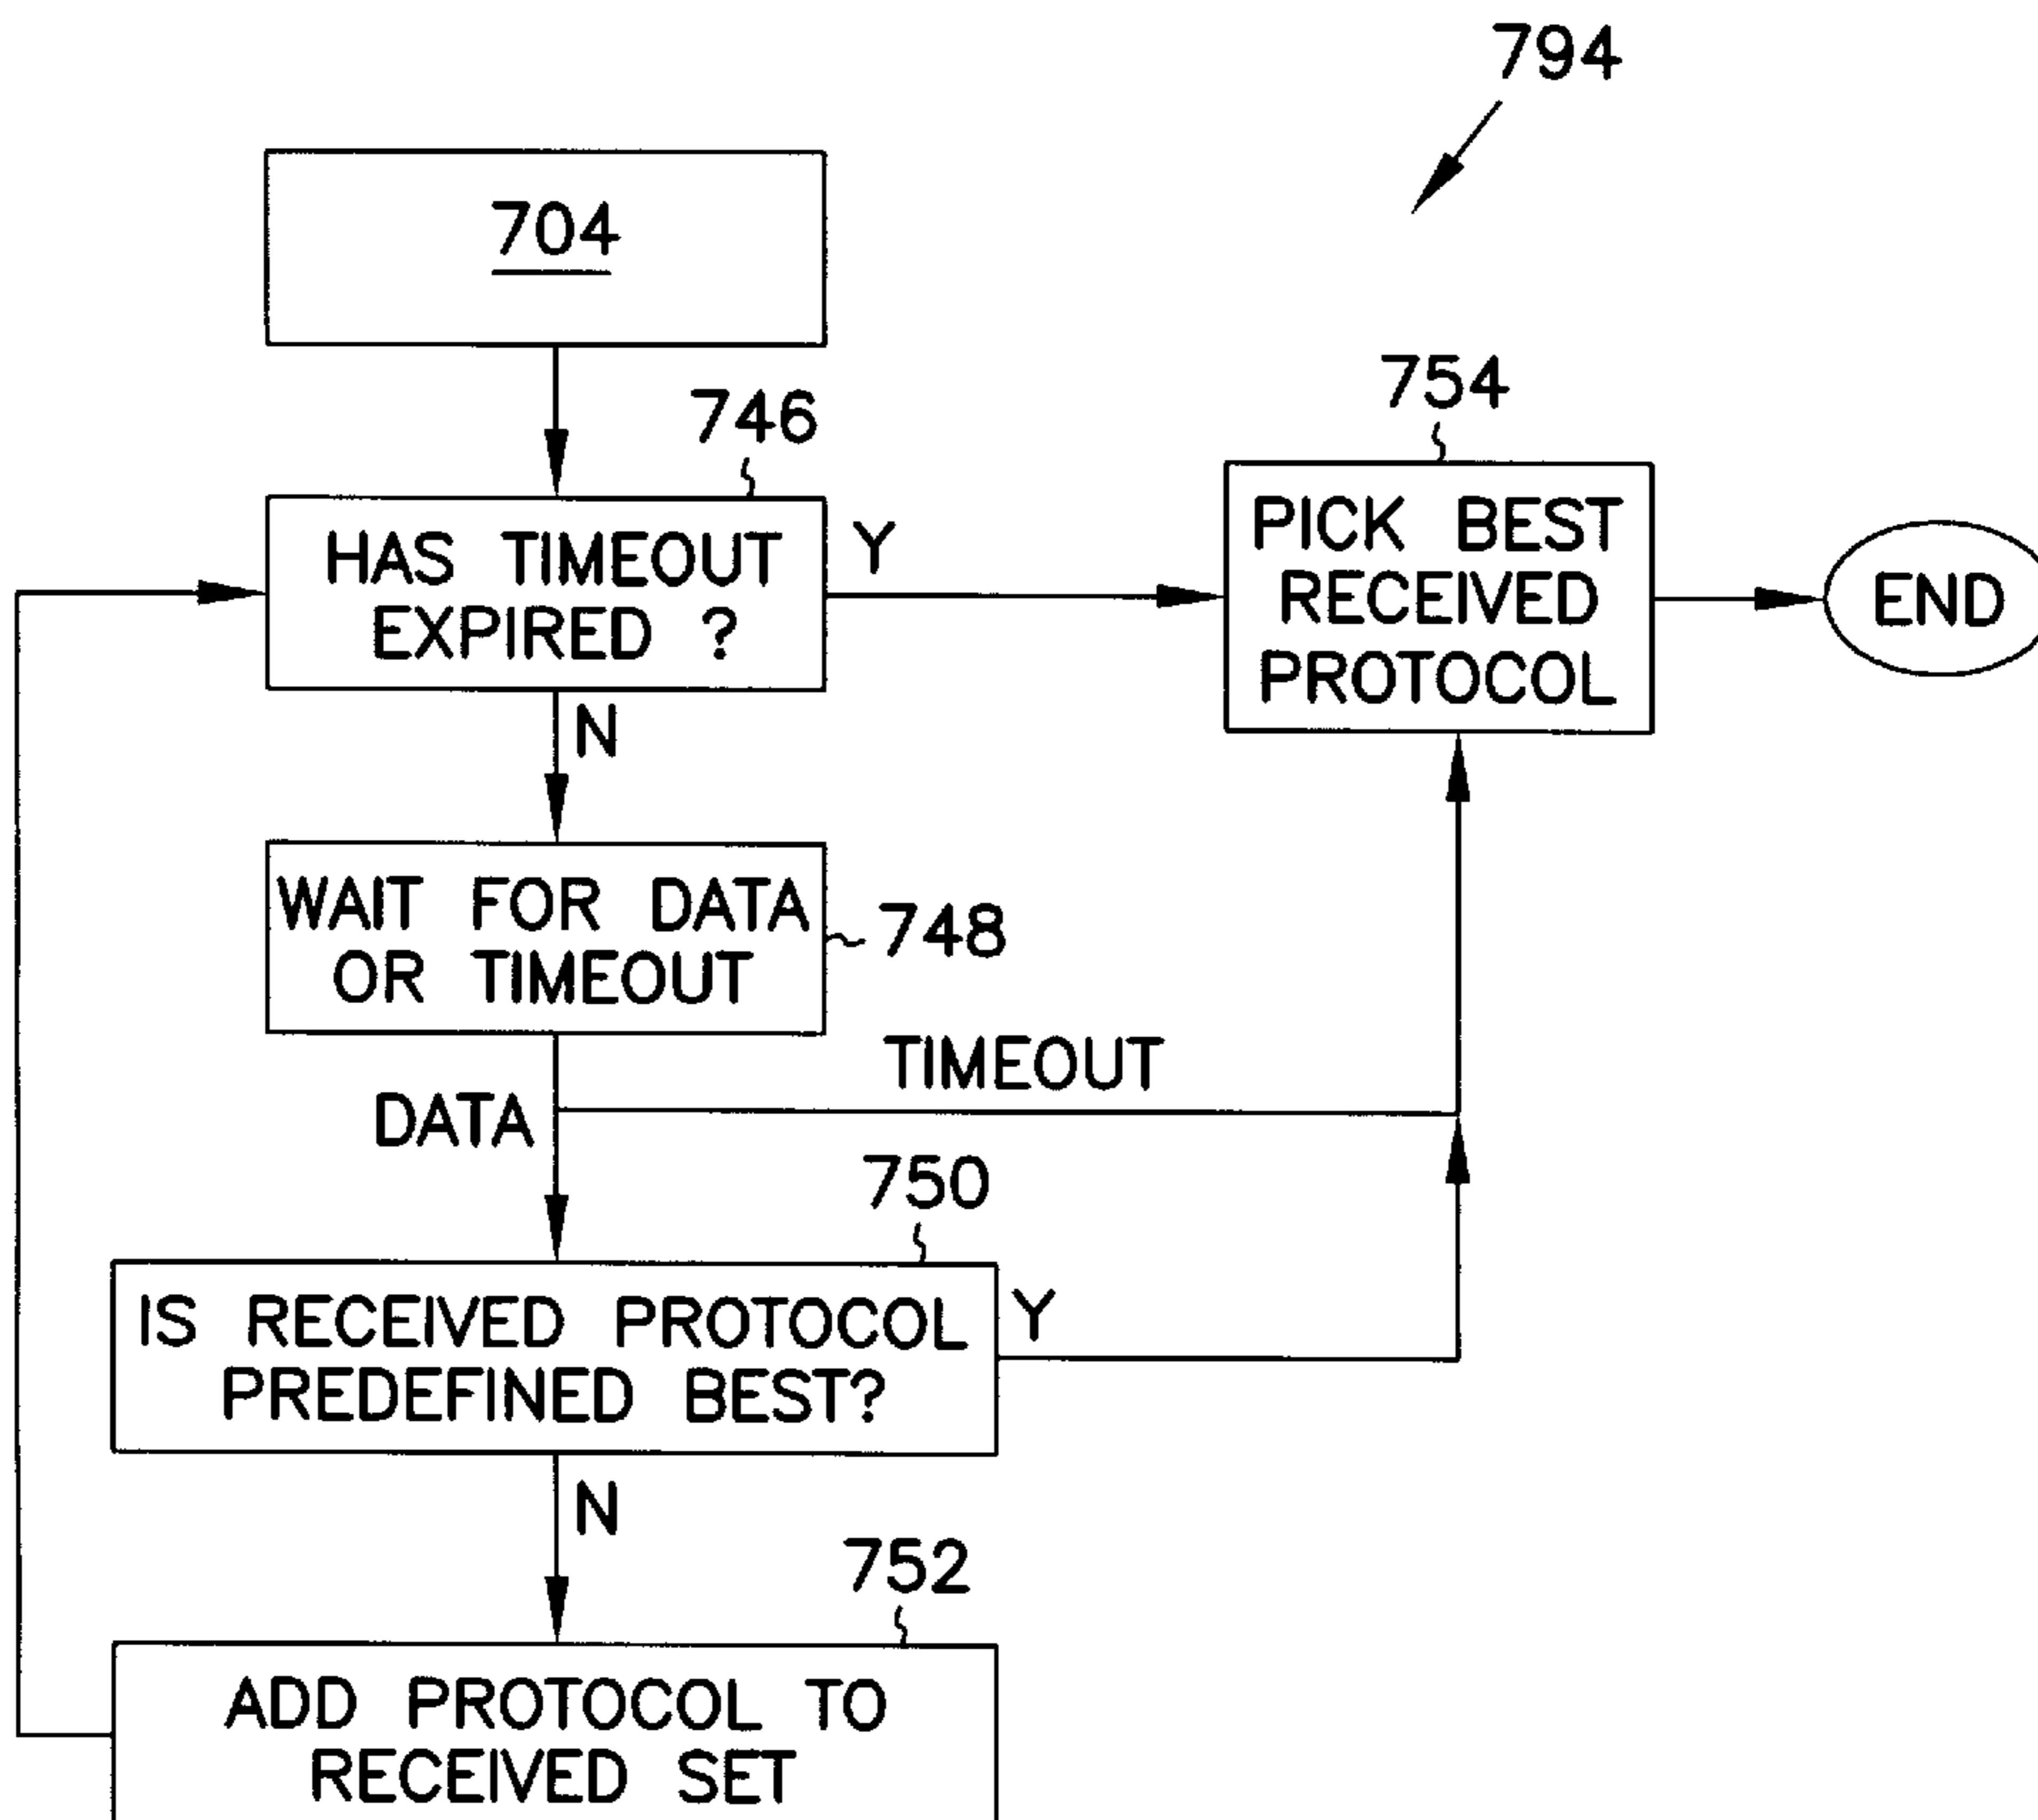 794
704
746
HAS TIMEOUT
EXPIRED ?
Y
754
PICK BEST
RECEIVED
PROTOCOL
END
N
WAIT FOR DATA
OR TIMEOUT
748
TIMEOUT
DATA
750
IS RECEIVED PROTOCOL
PREDEFINED BEST?
Y
N
752
ADD PROTOCOL TO
RECEIVED SET